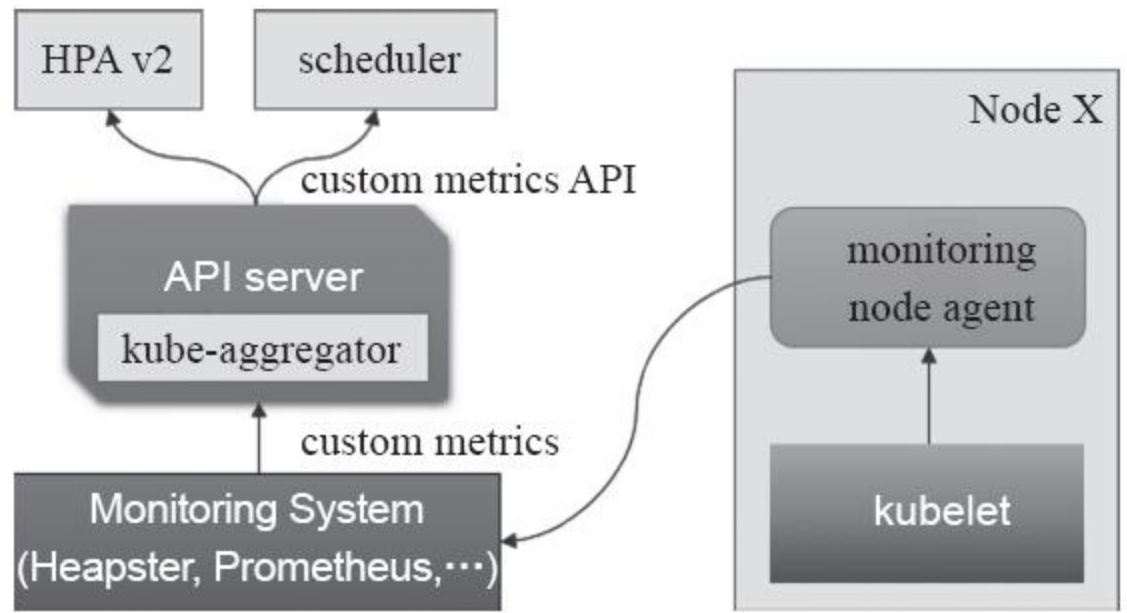 HPA v2
scheduler
custom metrics API
API server
kube-aggregator
custom metrics
Monitoring System
(Heapster, Prometheus,···)
Node X
monitoring
node agent
kubelet